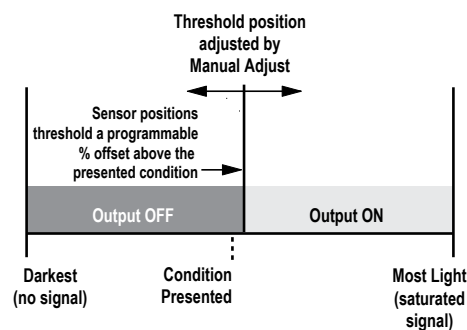 Threshold position
adjusted by
Manual Adjust
Sensor positions
threshold a programmable
% offset above the
presented condition
Output OFF
Output ON
Darkest
(no signal)
Condition
Presented
Most Light
(saturated
signal)